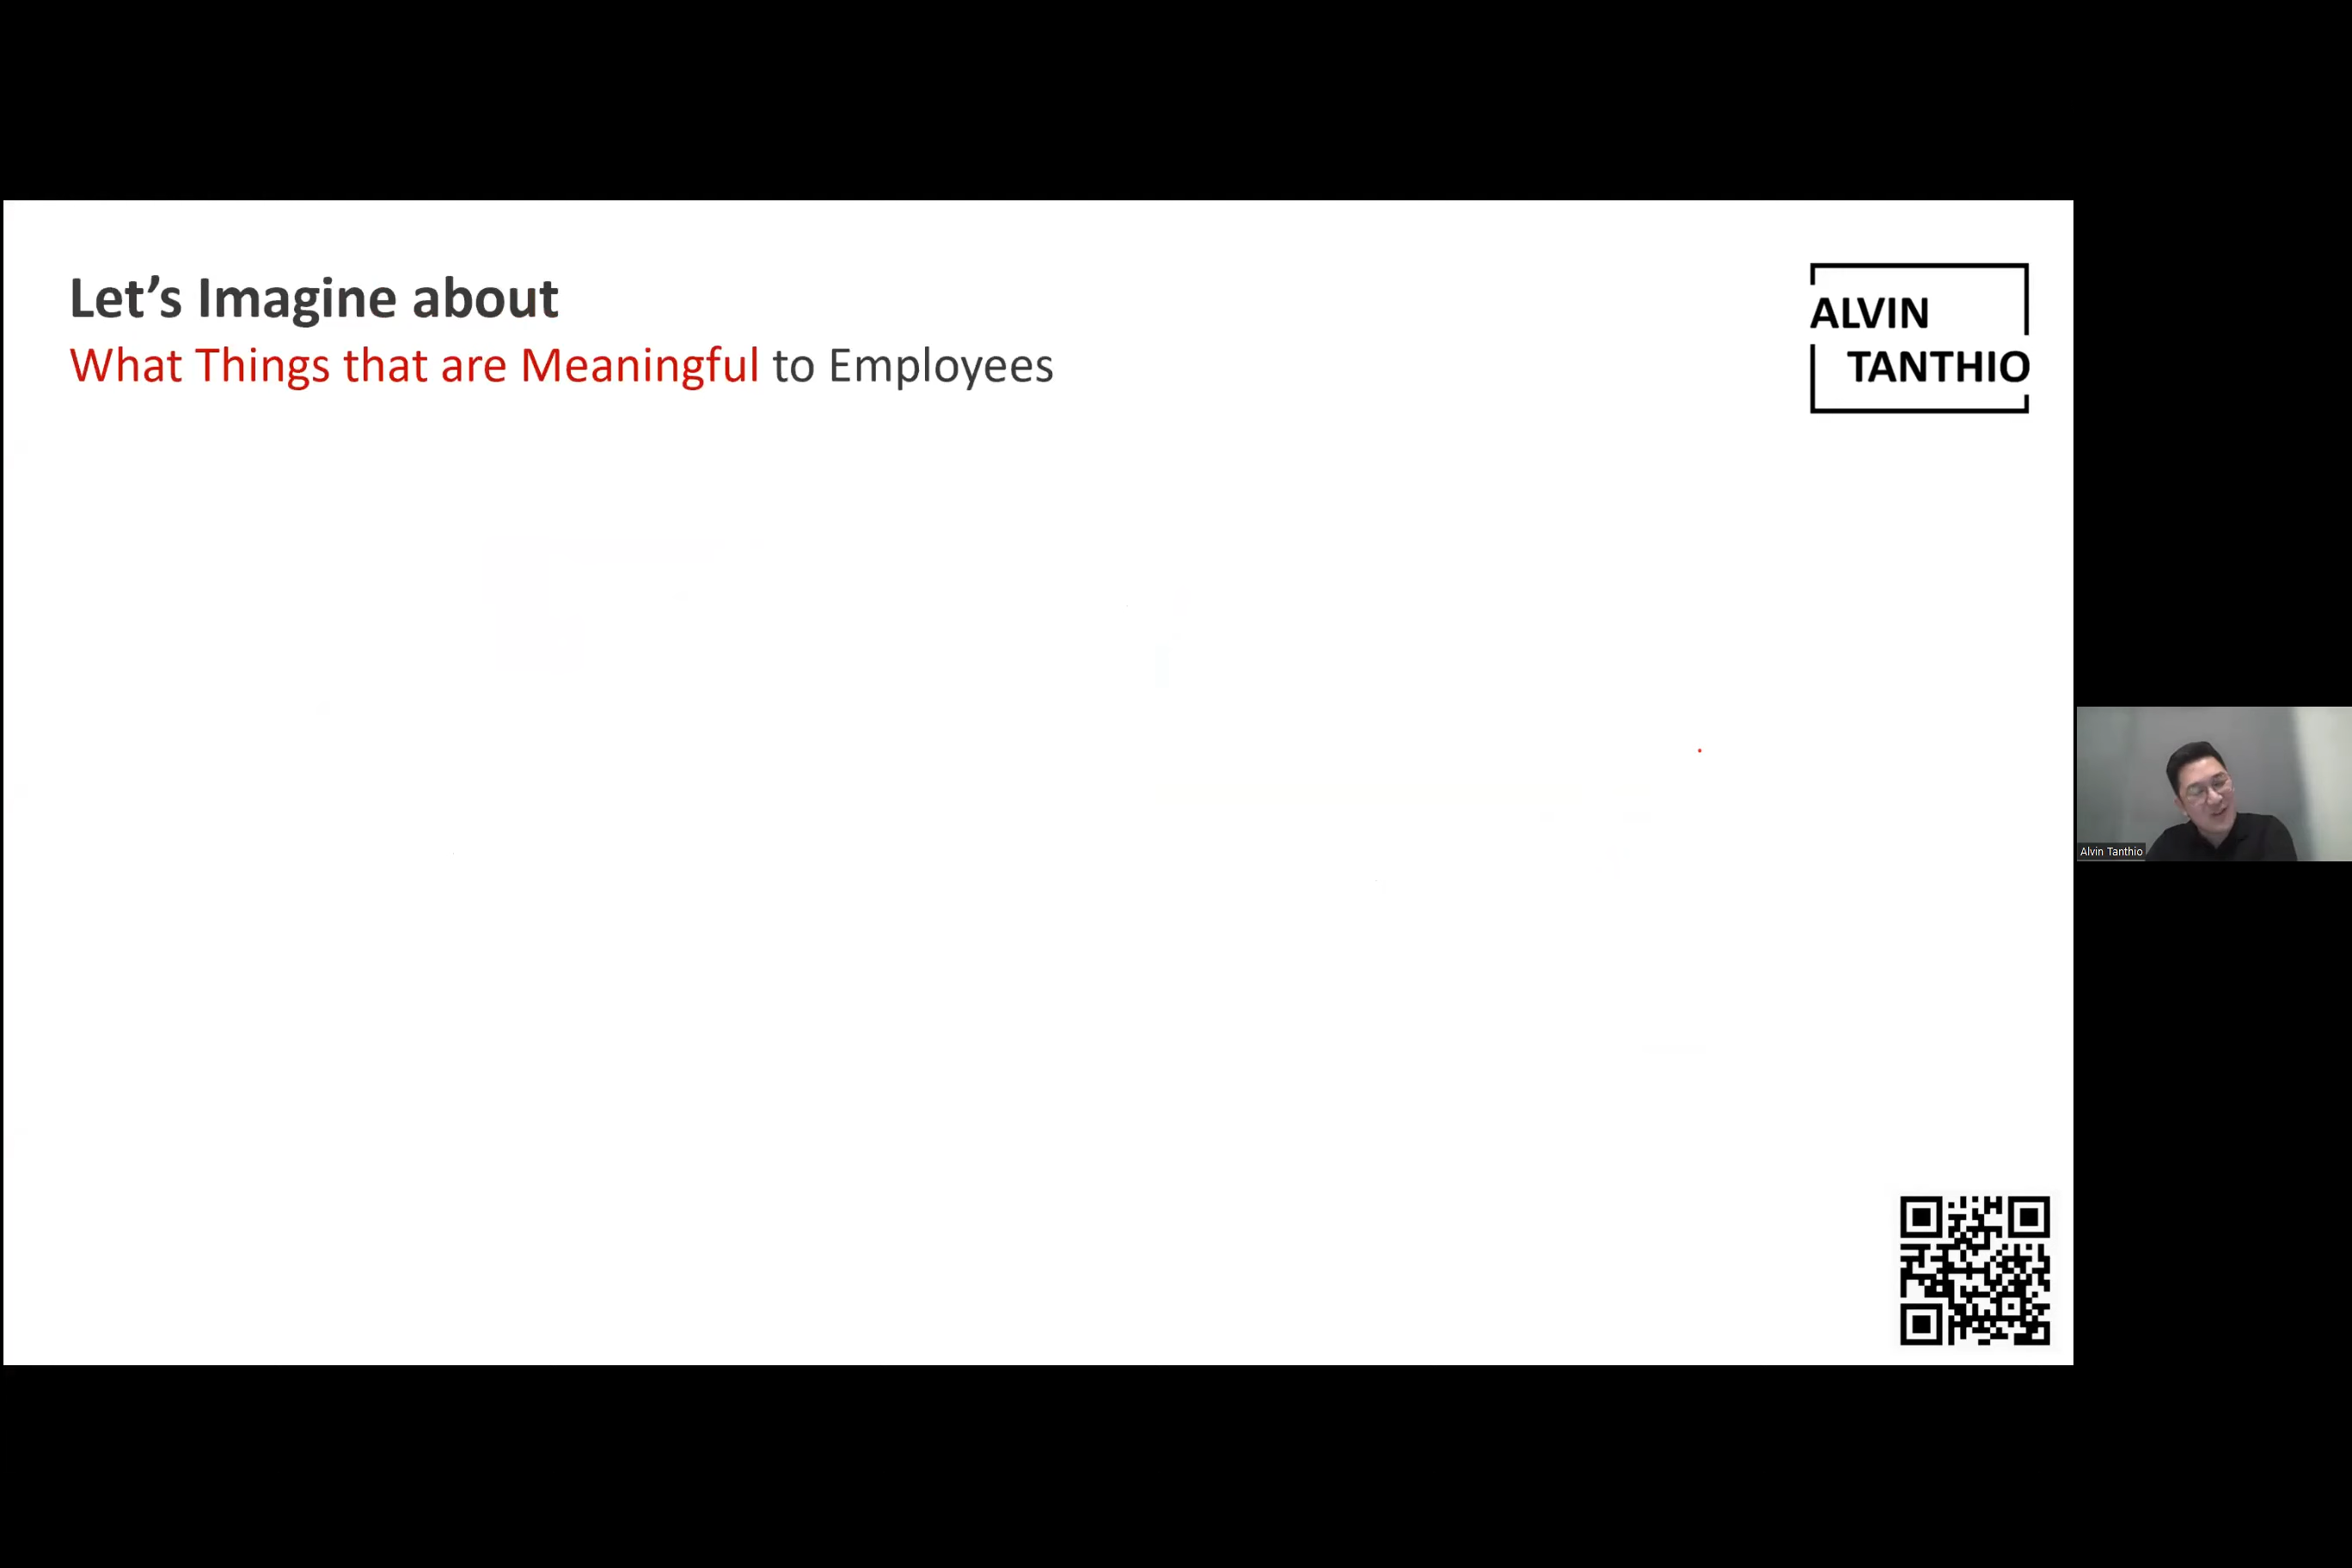 Let’s Imagine about
What Things that are Meaningful to Employees
ALVIN
TANTHIO
Alvin Tanthio